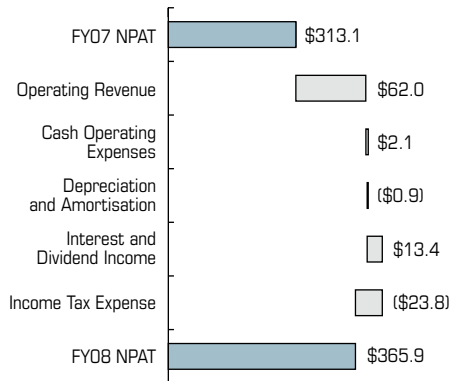 FY07 NPAT $313.1
Operating Revenue $62.0
Cash Operating
Expenses $2.1
Depreciation
and Amortisation ($0.9)
Interest and
Dividend Income $13.4
Income Tax Expense ($23.8)
FY08 NPAT $365.9